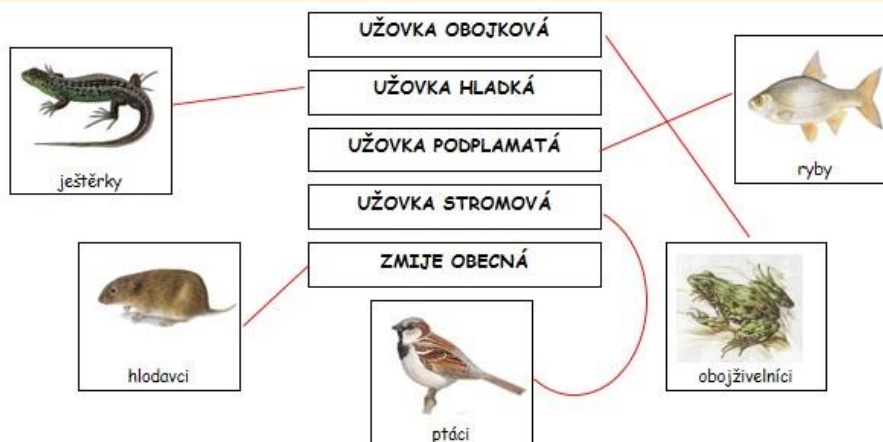 UŽOVKA OBOJKOVÁ
UŽOVKA HLADKÁ
UŽOVKA PODPLAMATÁ
UŽOVKA STROMOVÁ
ZMIJE OBECNÁ
ještěrky
ryby
hlodavci
ptáci
obojživelníci